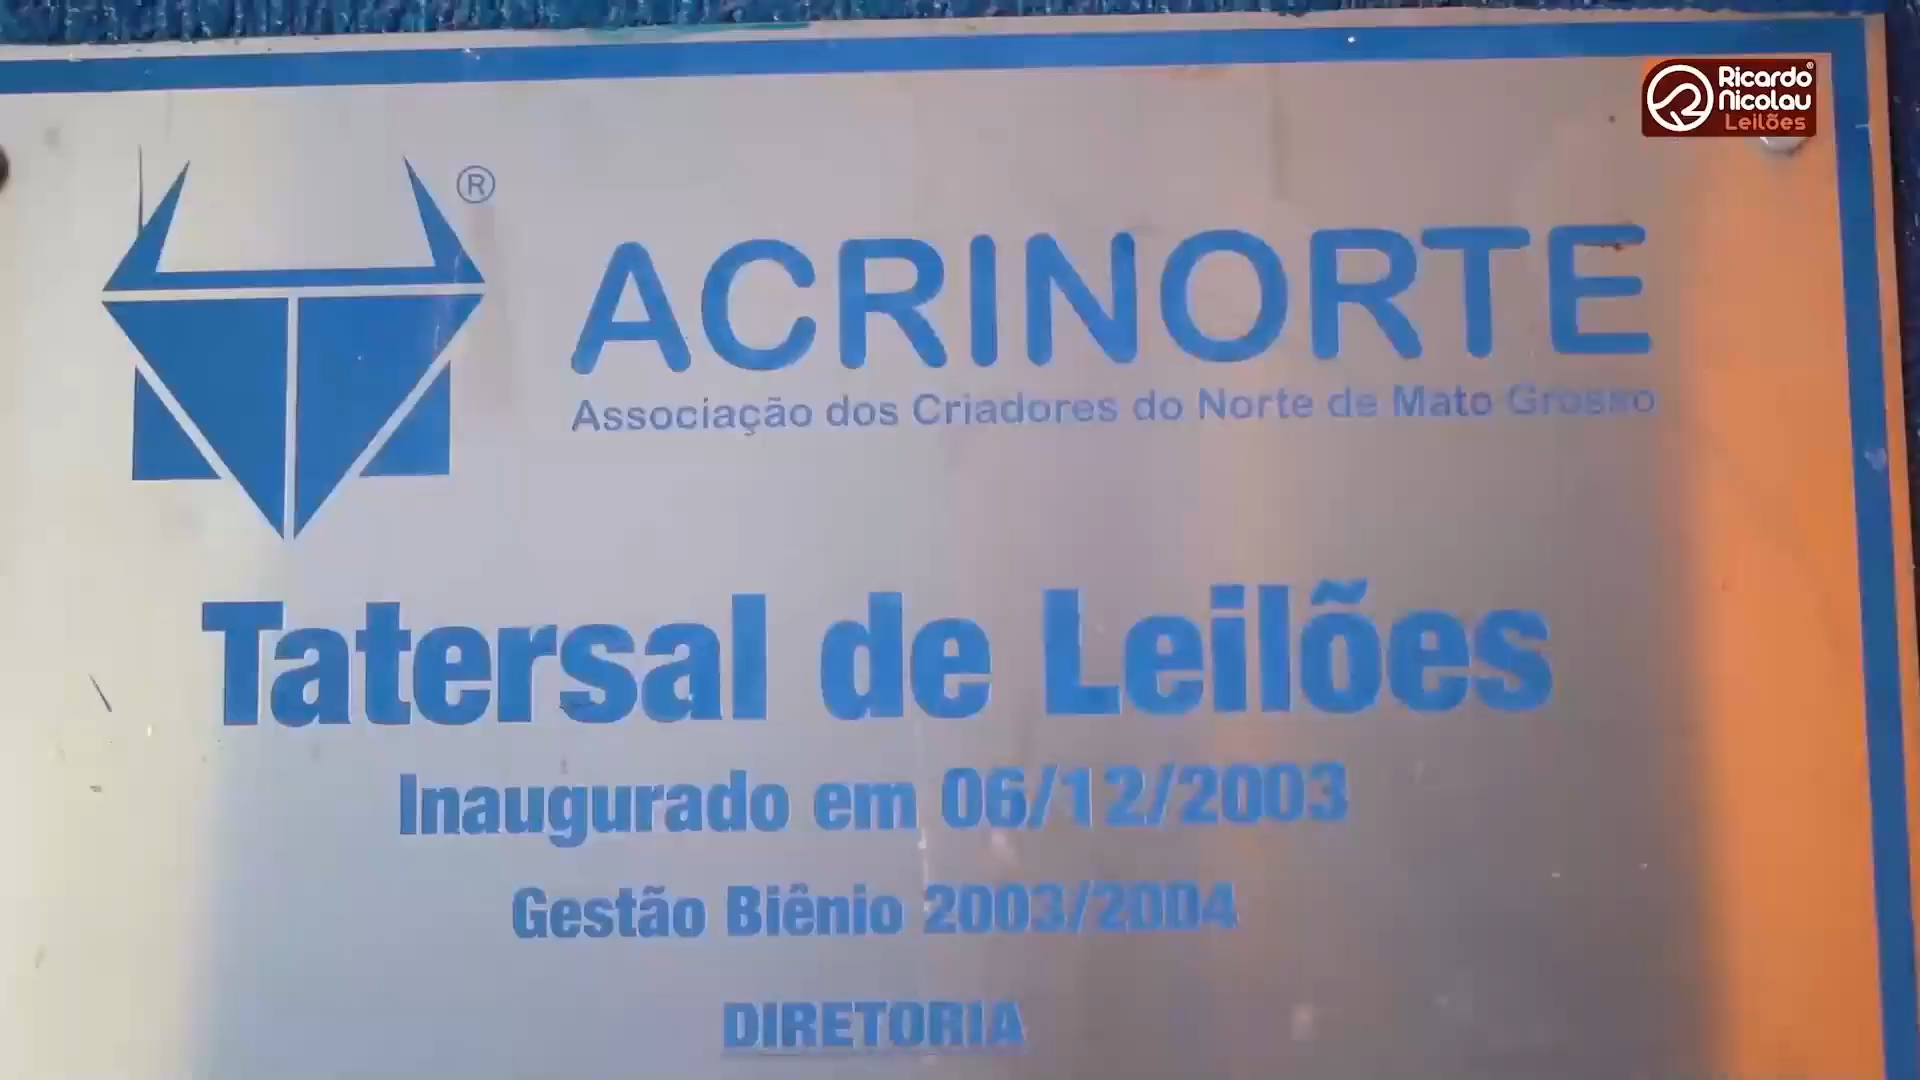 Ricardo
Nicolau
Leilões
®
ACRINORTE
Associação dos Criadores do Norte de Mato Grosso
Tatersal de Leilões
Inaugurado em 06/12/2003
Gestão Biênio 2003/2004
DIRETORIA